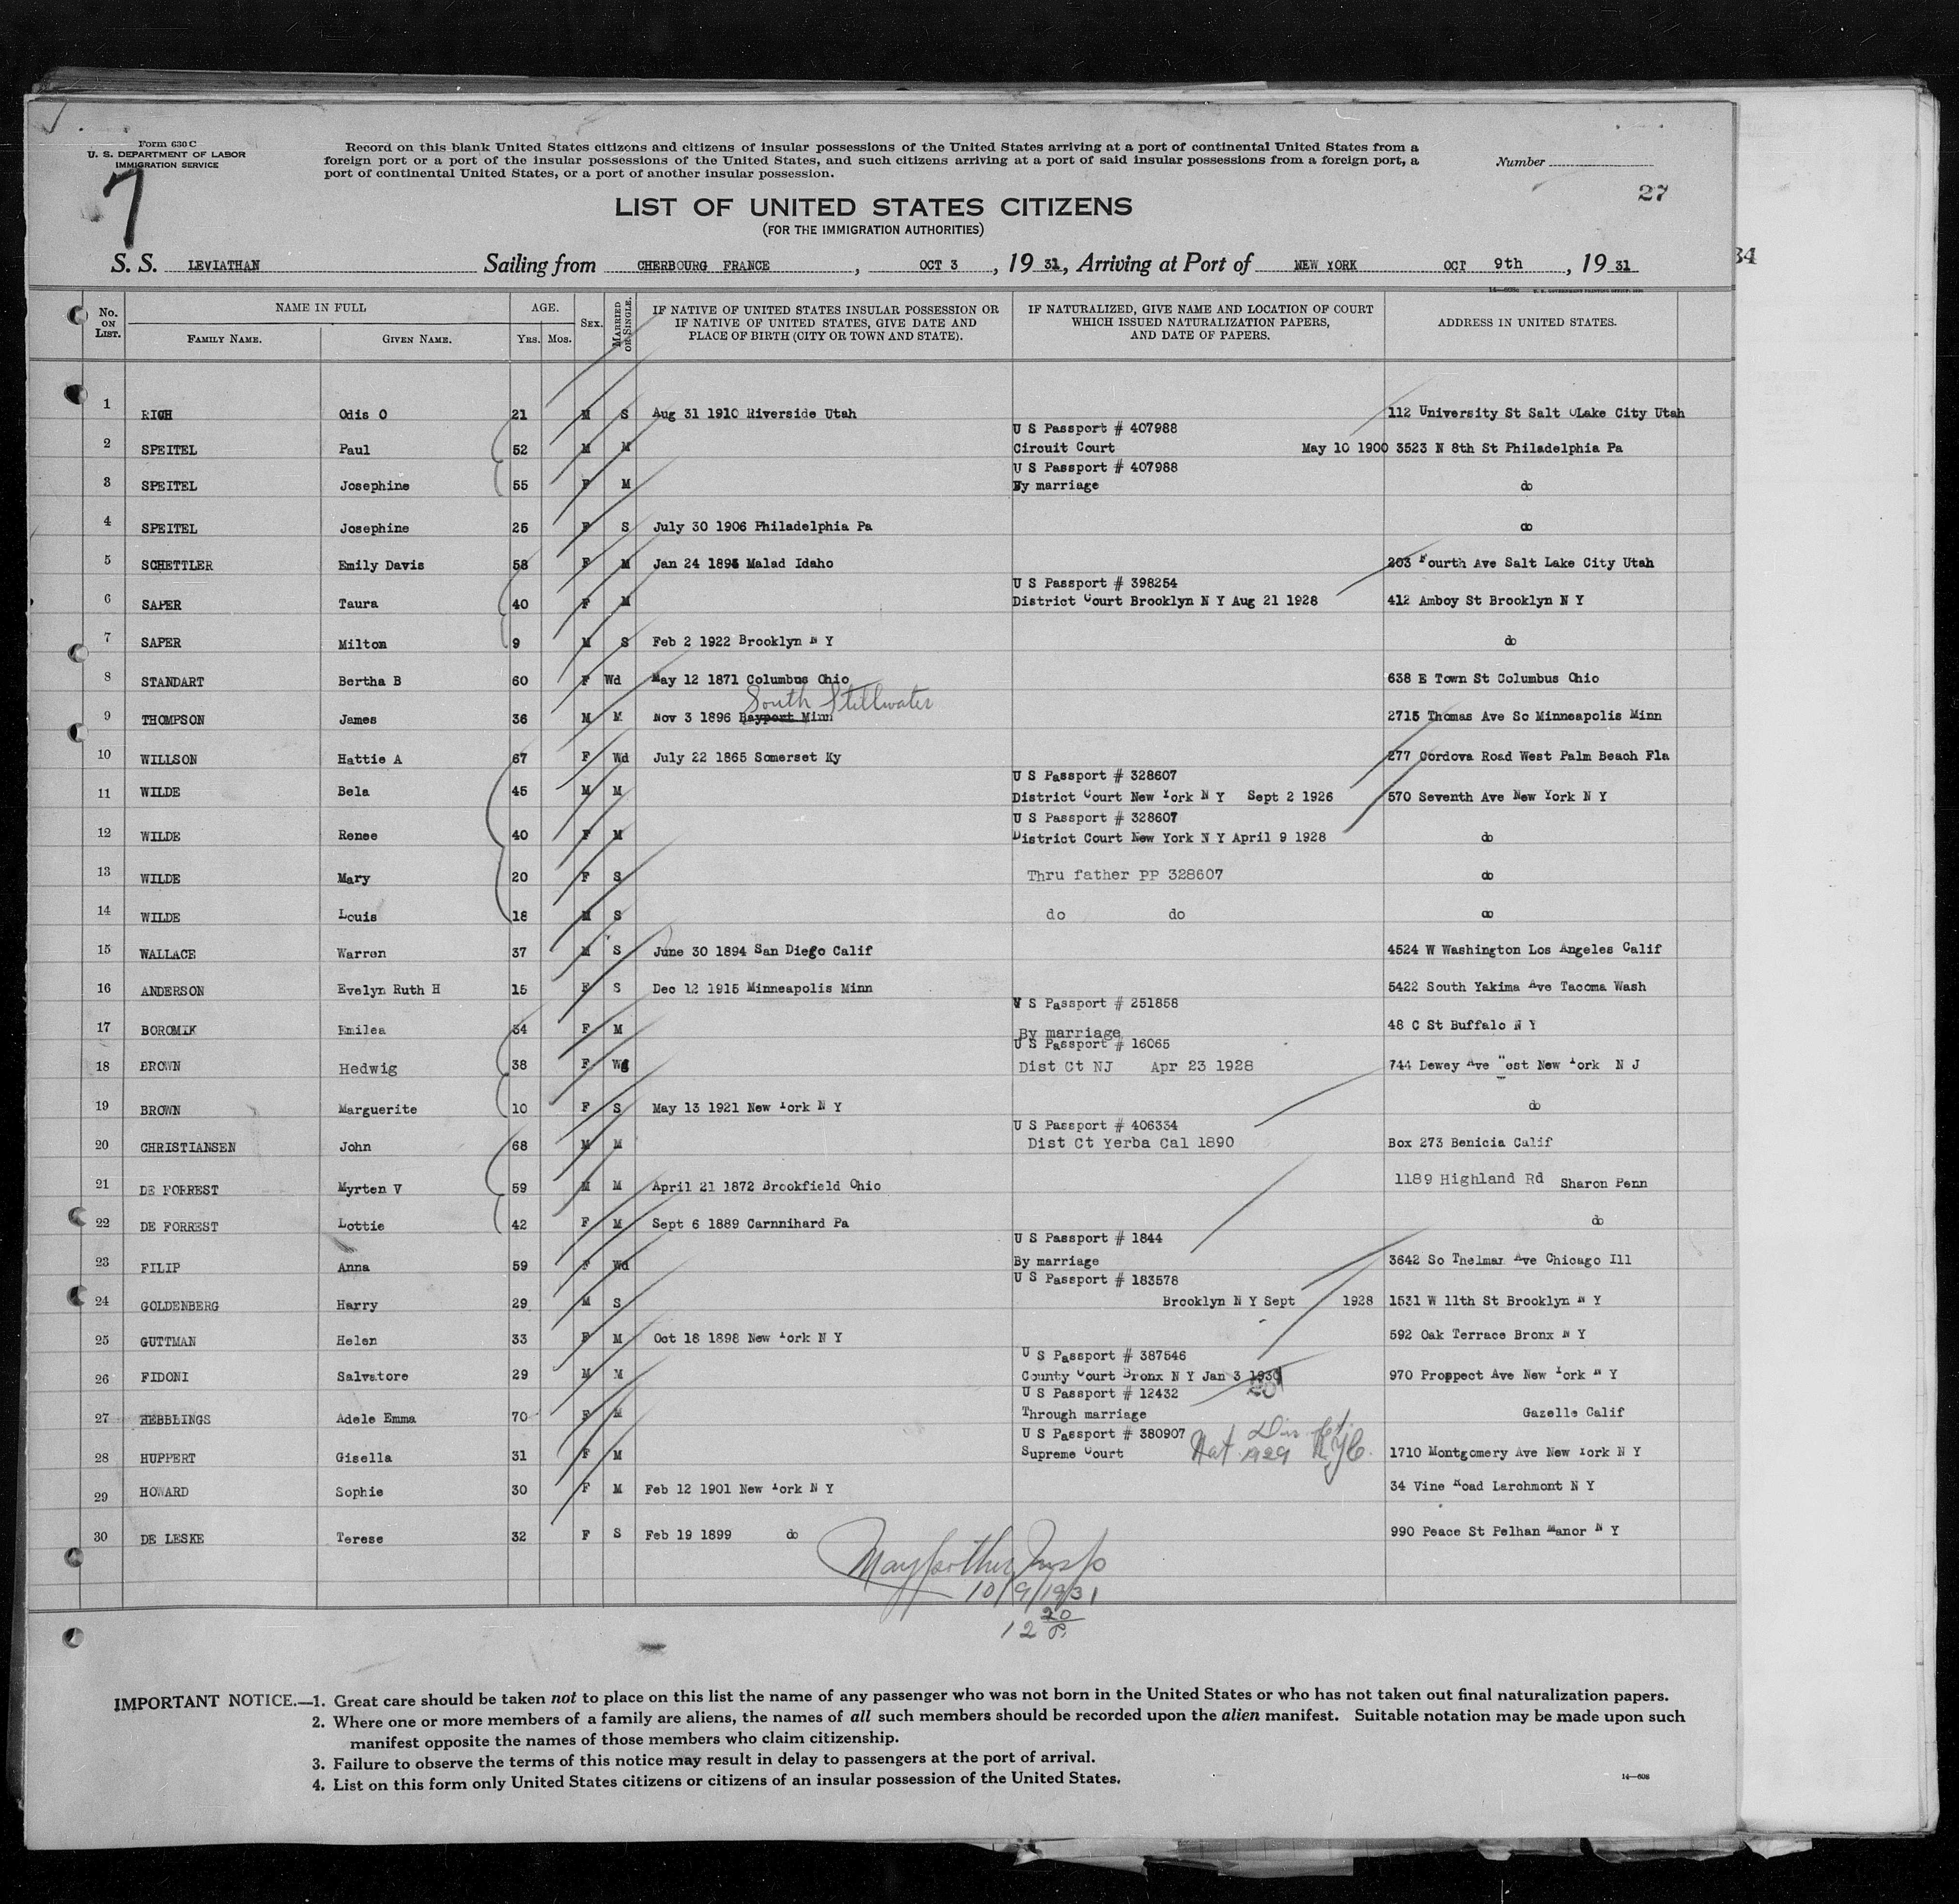 Form 630 C
U. S. DEPARTMENT OF LABOR
IMMIGRATION SERVICE
7
Record on this blank United States citizens and citizens of insular possessions of the United States arriving at a port of continental United States from a
foreign port or a port of the insular possessions of the United States, and such citizens arriving at a port of said insular possessions from a foreign port, a
port of continental United States, or a port of another insular possession.
Number
27
LIST OF UNITED STATES CITIZENS
(FOR THE IMMIGRATION AUTHORITIES)
S. S. LEVIATHAN Sailing from CHERBOURG FRANCE, OCT 3, 19 31, Arriving at Port of NEW YORK OCT 9th, 19 31
34
No. ON LIST. NAME IN FULL AGE. SEX. MARRIED OR SINGLE. IF NATIVE OF UNITED STATES INSULAR POSSESSION OR IF NATIVE OF UNITED STATES, GIVE DATE AND PLACE OF BIRTH (CITY OR TOWN AND STATE). IF NATURALIZED, GIVE NAME AND LOCATION OF COURT WHICH ISSUED NATURALIZATION PAPERS, AND DATE OF PAPERS. ADDRESS IN UNITED STATES.
FAMILY NAME. GIVEN NAME. YRS. MOS.
1 RICH Odis O 21 M S Aug 31 1910 Riverside Utah 112 University St Salt Lake City Utah
U S Passport # 407988
2 SPEITEL Paul 52 M M Circuit Court May 10 1900 3523 N 8th St Philadelphia Pa
U S Passport # 407988
3 SPEITEL Josephine 55 F M By marriage do
4 SPEITEL Josephine 25 F S July 30 1906 Philadelphia Pa do
5 SCHETTLER Emily Davis 58 F M Jan 24 1895 Malad Idaho 203 Fourth Ave Salt Lake City Utah
U S Passport # 398254
6 SAPER Taura 40 F M District Court Brooklyn N Y Aug 21 1928 412 Amboy St Brooklyn N Y
7 SAPER Milton 9 M S Feb 2 1922 Brooklyn N Y do
8 STANDART Bertha B 60 F Wd May 12 1871 Columbus Ohio 638 E Town St Columbus Ohio
South Stillwater
9 THOMPSON James 36 M M Nov 3 1896 Bayport Minn 2715 Thomas Ave So Minneapolis Minn
10 WILLSON Hattie A 67 F Wd July 22 1865 Somerset Ky 277 Cordova Road West Palm Beach Fla
U S Passport # 328607
11 WILDE Bela 45 M M District Court New York N Y Sept 2 1926 570 Seventh Ave New York N Y
U S Passport # 328607
12 WILDE Renee 40 F M District Court New York N Y April 9 1928 do
13 WILDE Mary 20 F S Thru father PP 328607 do
14 WILDE Louis 18 M S do do do
15 WALLACE Warren 37 M S June 30 1894 San Diego Calif 4524 W Washington Los Angeles Calif
16 ANDERSON Evelyn Ruth H 15 F S Dec 12 1915 Minneapolis Minn 5422 South Yakima Ave Tacoma Wash
U S Passport # 251858
17 BOROMIK Emilea 34 F M By marriage 48 C St Buffalo N Y
U S Passport # 16065
18 BROWN Hedwig 38 F Wd Dist Ct NJ Apr 23 1928 744 Dewey Ave West New York N J
19 BROWN Marguerite 10 F S May 13 1921 New York N Y do
U S Passport # 406334
20 CHRISTIANSEN John 68 M M Dist Ct Yerba Cal 1890 Box 273 Benicia Calif
21 DE FORREST Myrten V 59 M M April 21 1872 Brookfield Ohio 1189 Highland Rd Sharon Penn
22 DE FORREST Lottie 42 F M Sept 6 1889 Carnnihard Pa do
U S Passport # 1844
23 FILIP Anna 59 F Wd By marriage 3642 So Thelmar Ave Chicago Ill
U S Passport # 183578
24 GOLDENBERG Harry 29 M S Brooklyn N Y Sept 1928 1531 W 11th St Brooklyn N Y
25 GUTTMAN Helen 33 F M Oct 18 1898 New York N Y 592 Oak Terrace Bronx N Y
U S Passport # 387546
26 FIDONI Salvatore 29 M M County Court Bronx N Y Jan 3 1930 970 Prospect Ave New York N Y
U S Passport # 12432 20
27 HEBBLINGS Adele Emma 70 F M Through marriage Gazelle Calif
U S Passport # 380907
28 HUPPERT Gisella 31 F M Supreme Court Nat 1929 N.Y.C. 1710 Montgomery Ave New York N Y
29 HOWARD Sophie 30 F M Feb 12 1901 New York N Y 34 Vine Road Larchmont N Y
30 DE LESKE Terese 32 F S Feb 19 1899 do 990 Peace St Pelhan Manor N Y
10/9/1931
12 20 P.
IMPORTANT NOTICE.—1. Great care should be taken not to place on this list the name of any passenger who was not born in the United States or who has not taken out final naturalization papers.
2. Where one or more members of a family are aliens, the names of all such members should be recorded upon the alien manifest. Suitable notation may be made upon such
manifest opposite the names of those members who claim citizenship.
3. Failure to observe the terms of this notice may result in delay to passengers at the port of arrival.
4. List on this form only United States citizens or citizens of an insular possession of the United States.
14—608